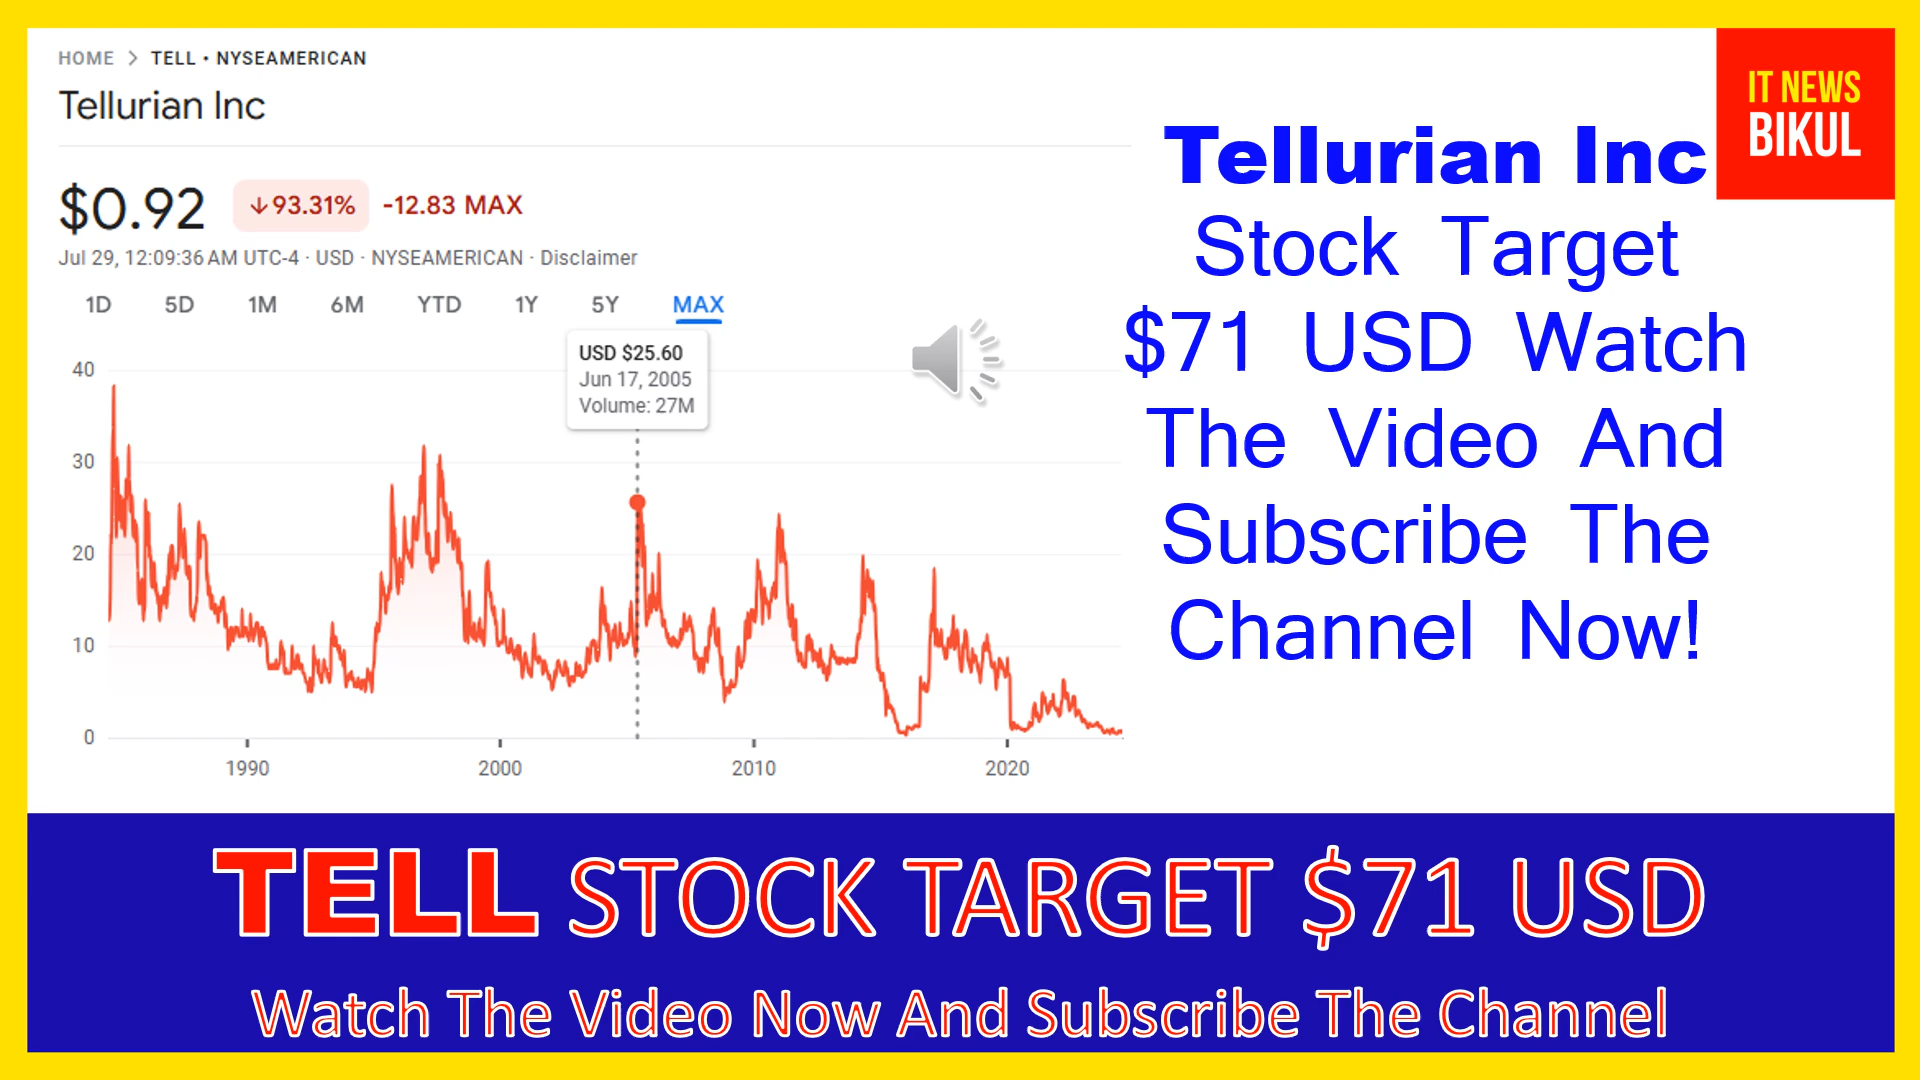 HOME > TELL • NYSEAMERICAN
Tellurian Inc
$0.92 ↓93.31% -12.83 MAX
Jul 29, 12:09:36 AM UTC-4 · USD · NYSEAMERICAN · Disclaimer
1D 5D 1M 6M YTD 1Y 5Y MAX
USD $25.60
Jun 17, 2005
Volume: 27M
40
30
20
10
0
1990 2000 2010 2020
IT NEWS
BIKUL
Tellurian Inc
Stock Target
$71 USD Watch
The Video And
Subscribe The
Channel Now!
TELL STOCK TARGET $71 USD
Watch The Video Now And Subscribe The Channel